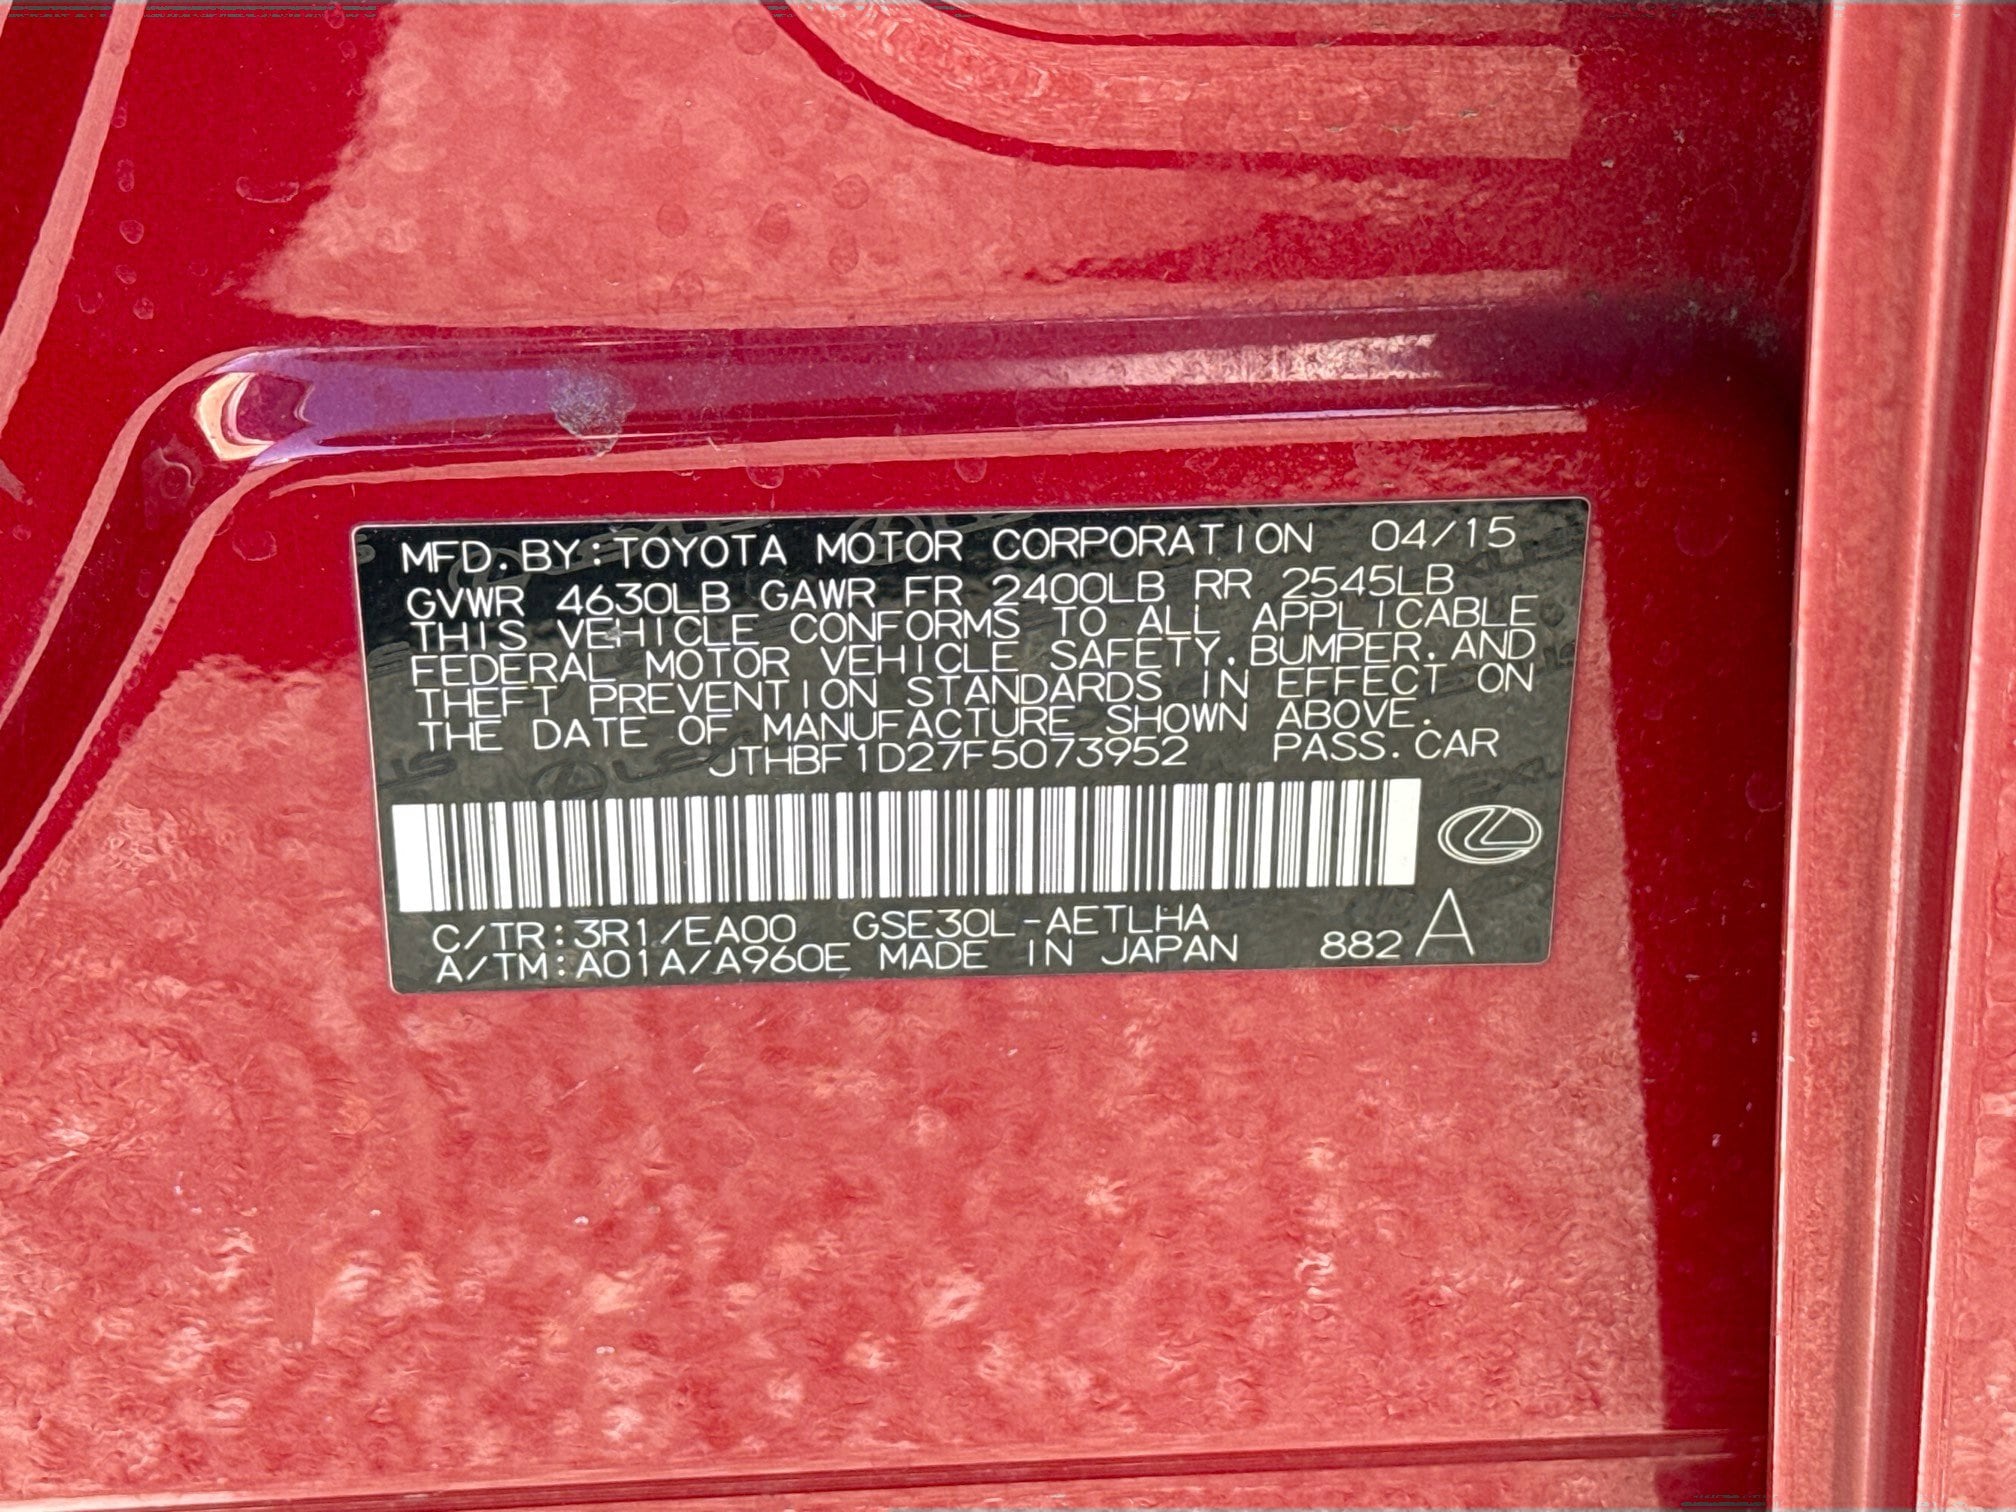 MFD. BY: TOYOTA MOTOR CORPORATION 04/15
GVWR 4630LB GAWR FR 2400LB RR 2545LB
THIS VEHICLE CONFORMS TO ALL APPLICABLE
FEDERAL MOTOR VEHICLE SAFETY, BUMPER, AND
THEFT PREVENTION STANDARDS IN EFFECT ON
THE DATE OF MANUFACTURE SHOWN ABOVE.
JTHBF1D27F5073952 PASS. CAR
C/TR: 3R1/EA00 GSE30L-AETLHA
A/TM: A01A/A960E MADE IN JAPAN 882 A